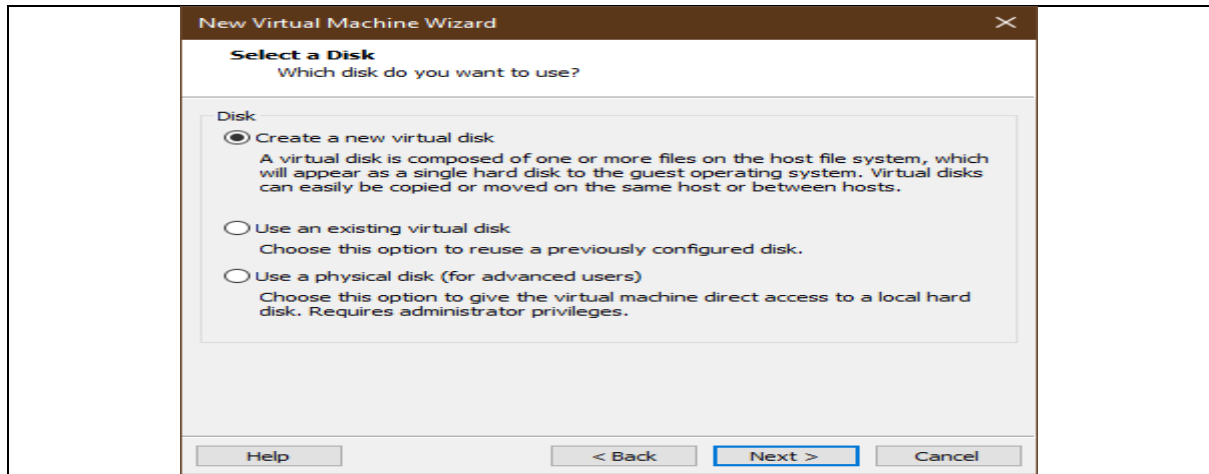 New Virtual Machine Wizard
Select a Disk
Which disk do you want to use?
Disk
Create a new virtual disk
A virtual disk is composed of one or more files on the host file system, which
will appear as a single hard disk to the guest operating system. Virtual disks
can easily be copied or moved on the same host or between hosts.
Use an existing virtual disk
Choose this option to reuse a previously configured disk.
Use a physical disk (for advanced users)
Choose this option to give the virtual machine direct access to a local hard
disk. Requires administrator privileges.
Help < Back Next > Cancel